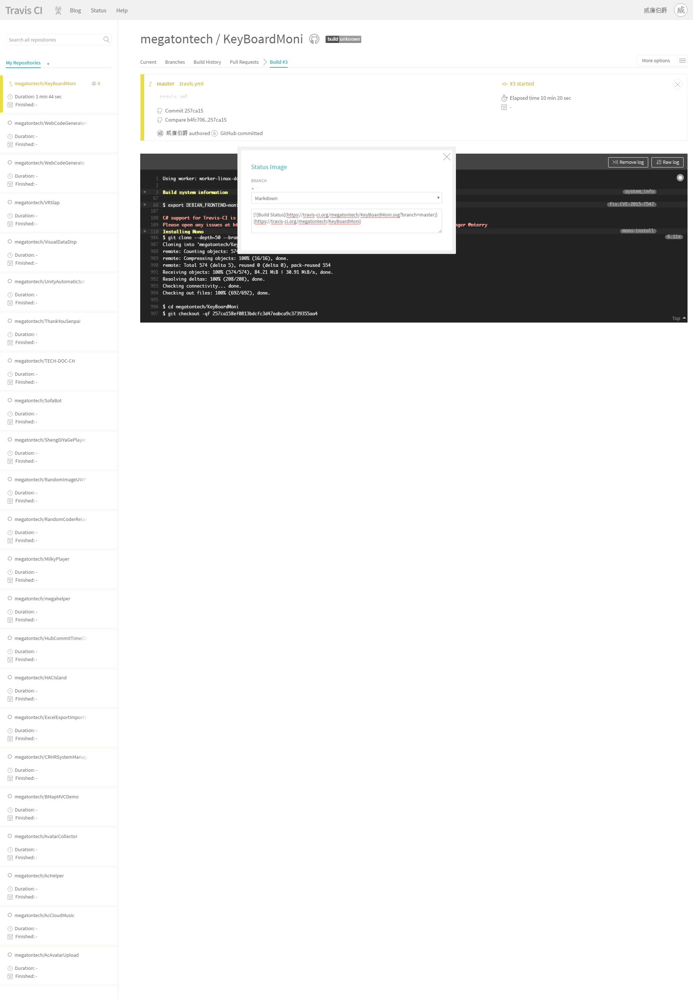 Travis CI
Blog
Status
Help
威廉伯爵
威
Search all repositories
My Repositories +
megatontech/KeyBoardMoni
# 4
Duration: 1 min 44 sec
Finished: -
megatontech/WebCodeGenerateM
Duration: -
Finished: -
megatontech/WebCodeGenerate
Duration: -
Finished: -
megatontech/VRSlap
Duration: -
Finished: -
megatontech/VisualDataDisp
Duration: -
Finished: -
megatontech/UnityAutomaticScr
Duration: -
Finished: -
megatontech/ThankYouSenpai
Duration: -
Finished: -
megatontech/TECH-DOC-CH
Duration: -
Finished: -
megatontech/SofaBot
Duration: -
Finished: -
megatontech/ShengDiYaGePlayer
Duration: -
Finished: -
megatontech/RandomImageUWP
Duration: -
Finished: -
megatontech/RandomCoderRelax
Duration: -
Finished: -
megatontech/MilkyPlayer
Duration: -
Finished: -
megatontech/megahelper
Duration: -
Finished: -
megatontech/HubCommitTimeCh
Duration: -
Finished: -
megatontech/HACIsland
Duration: -
Finished: -
megatontech/ExcelExportImportD
Duration: -
Finished: -
megatontech/CRHRSystemManage
Duration: -
Finished: -
megatontech/BMapMVCDemo
Duration: -
Finished: -
megatontech/AvatarCollector
Duration: -
Finished: -
megatontech/AcHelper
Duration: -
Finished: -
megatontech/AcCloudMusic
Duration: -
Finished: -
megatontech/AcAvatarUpload
Duration: -
Finished: -
megatontech / KeyBoardMoni
build unknown
Current
Branches
Build History
Pull Requests
Build #3
More options
master .travis.yml
.travis.yml
Commit 257ca15
Compare b4fc706..257ca15
威廉伯爵 authored G GitHub committed
#3 started
Elapsed time 10 min 20 sec
-
Remove log
Raw log
Status Image
BRANCH
Markdown
[![Build Status](https://travis-ci.org/megatontech/KeyBoardMoni.svg?branch=master)]
(https://travis-ci.org/megatontech/KeyBoardMoni)
1 Using worker: worker-linux-do
2
3 Build system information system_info
67
68 $ export DEBIAN_FRONTEND=noni fix.CVE-2015-7547
107
108 C# support for Travis-CI is
109 Please open any issues at ht nger @nterry
110 Installing Mono mono-install
986 $ git clone --depth=50 --bran 6.11s
987 Cloning into 'megatontech/Key
988 remote: Counting objects: 574
989 remote: Compressing objects: 100% (16/16), done.
990 remote: Total 574 (delta 5), reused 0 (delta 0), pack-reused 554
991 Receiving objects: 100% (574/574), 84.21 MiB | 30.91 MiB/s, done.
992 Resolving deltas: 100% (208/208), done.
993 Checking connectivity... done.
994 Checking out files: 100% (692/692), done.
995
996 $ cd megatontech/KeyBoardMoni
997 $ git checkout -qf 257ca158ef0813bdcfc3d47eabca9c3739355aa4
Top